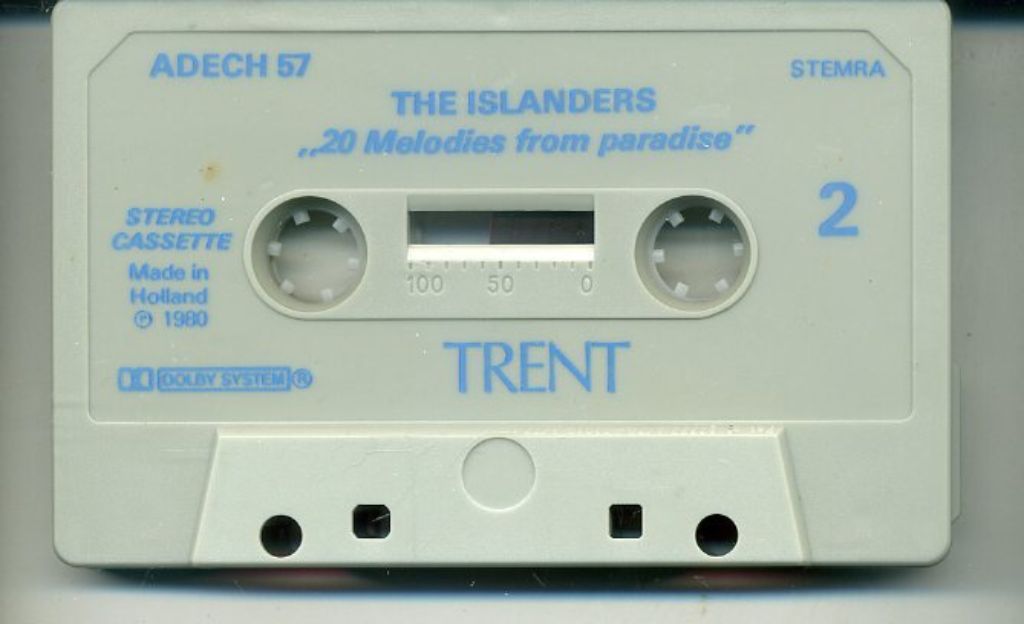 ADECH 57
STEMRA
THE ISLANDERS
„20 Melodies from paradise”
2
STEREO
CASSETTE
Made in
Holland
℗ 1980
100 50 0
TRENT
DOLBY SYSTEM ®